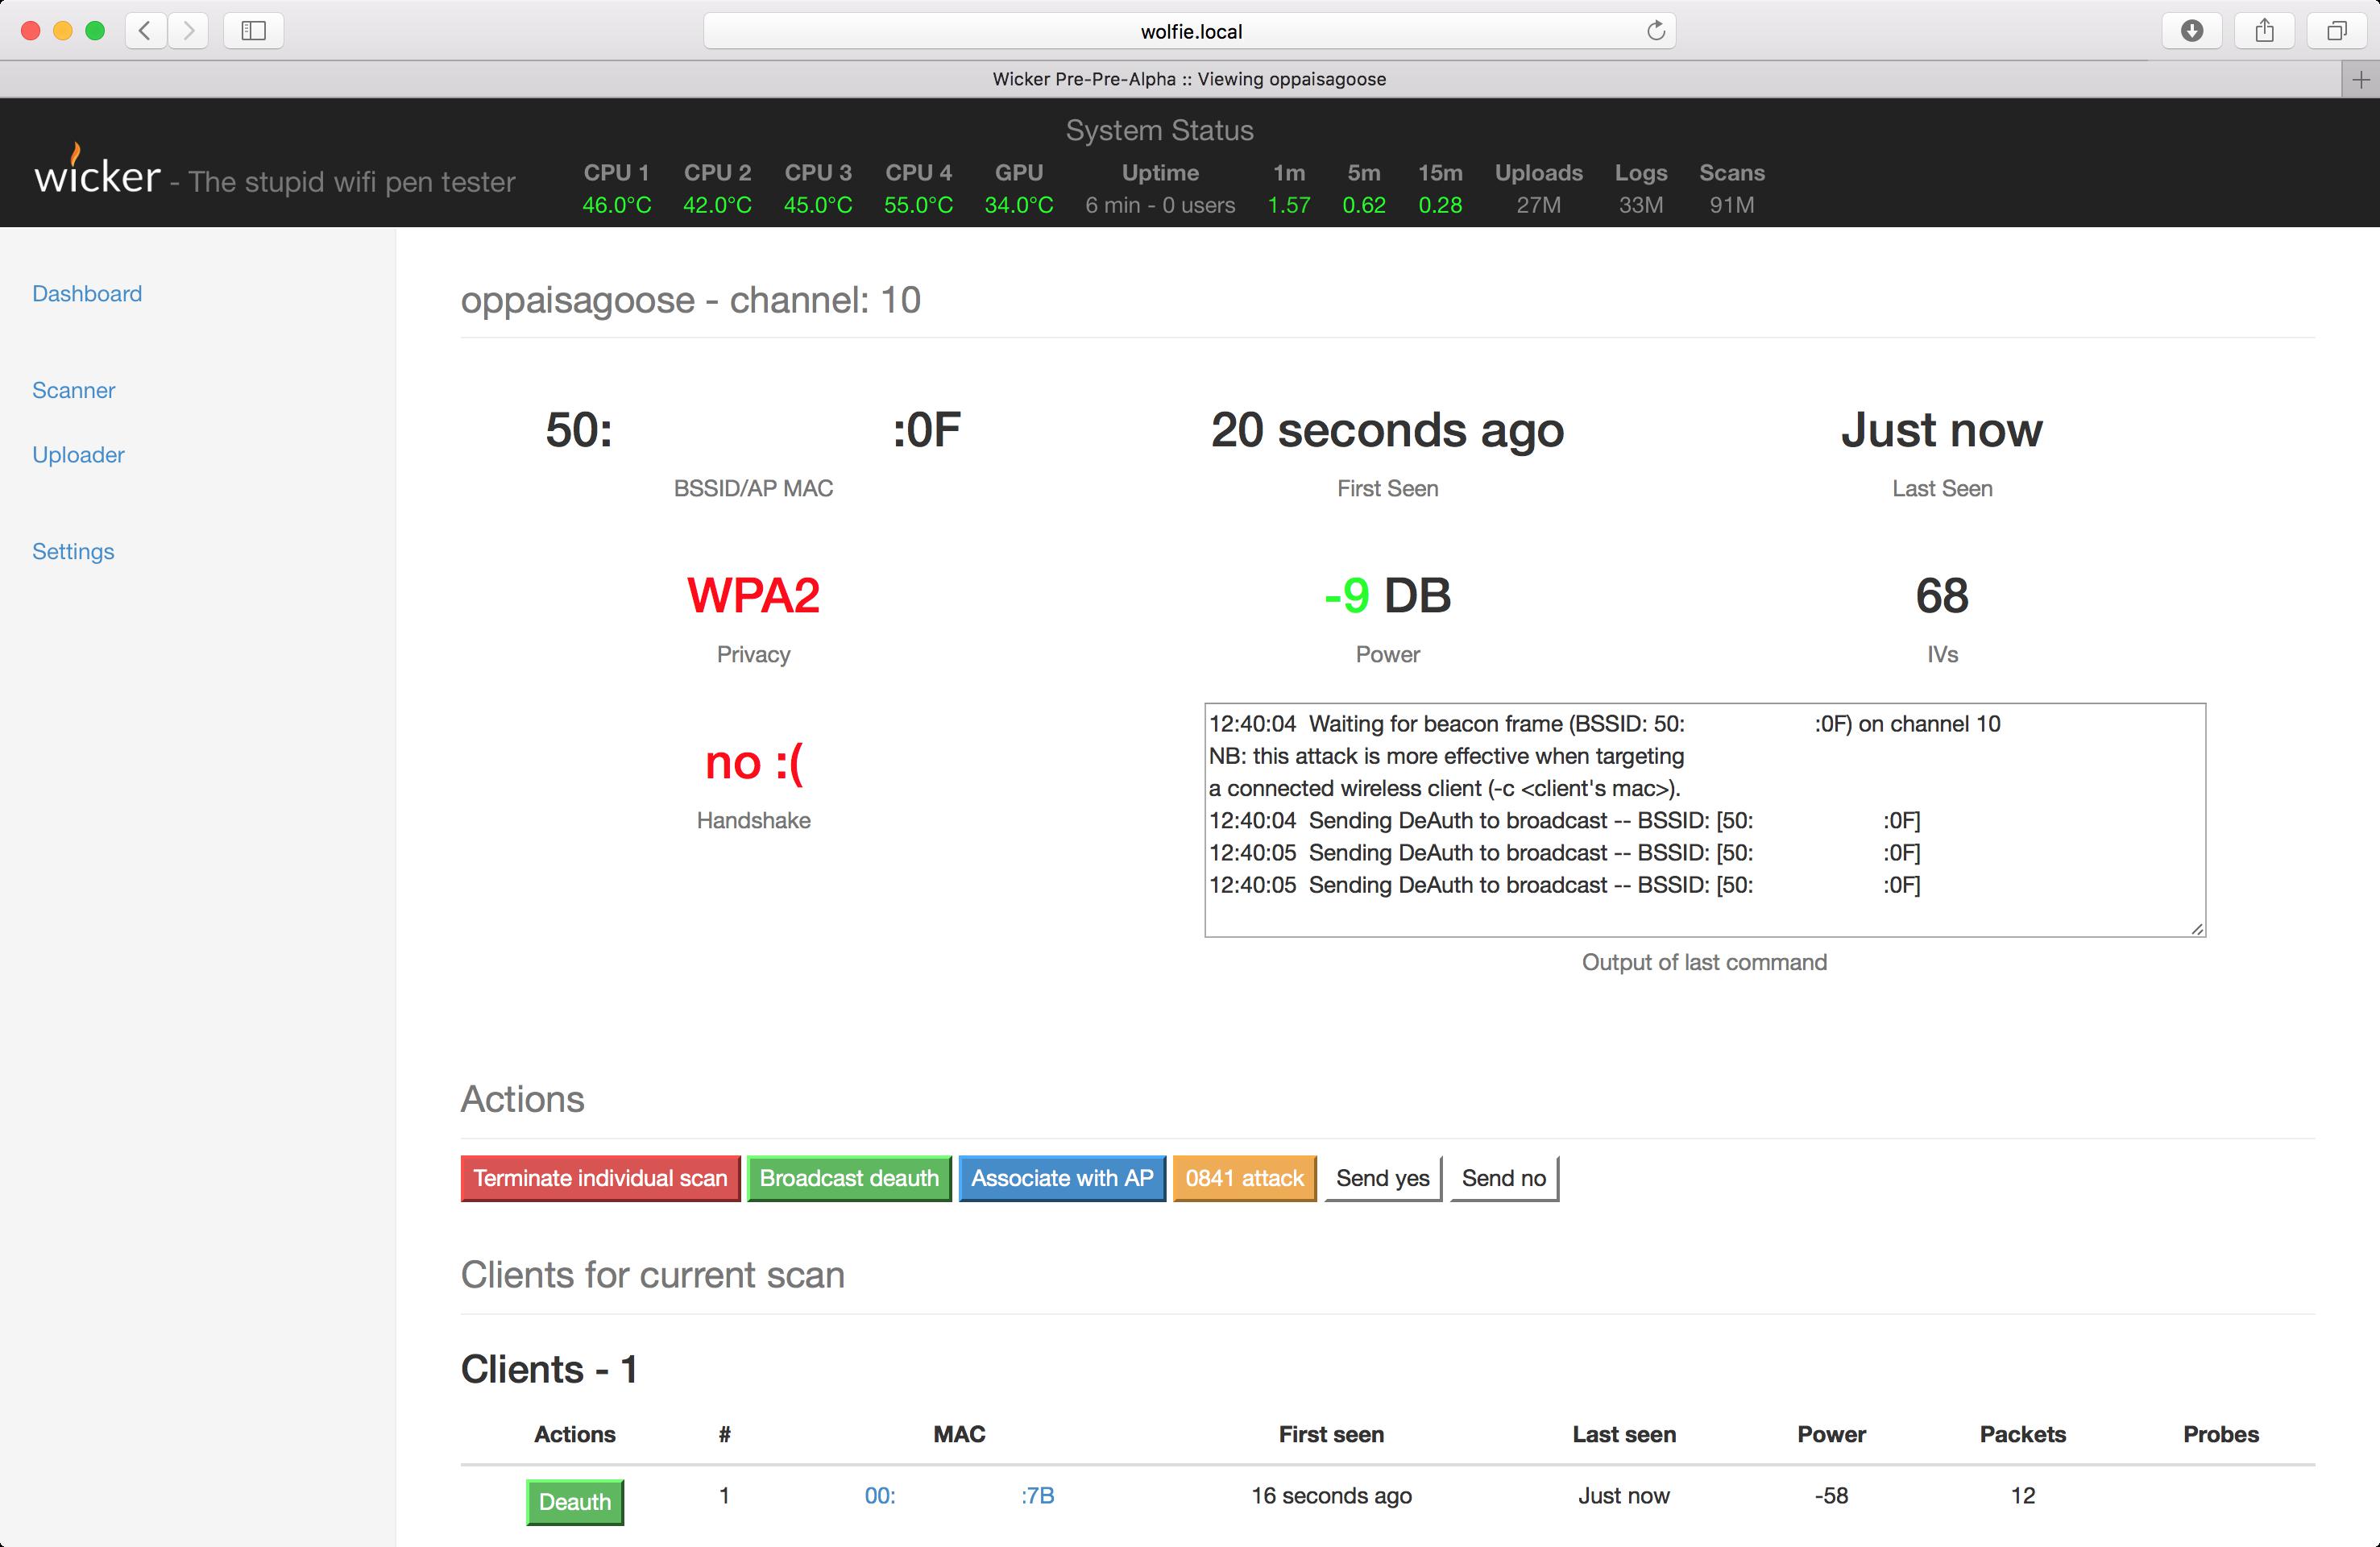 wolfie.local
Wicker Pre-Pre-Alpha :: Viewing oppaisagoose
wicker - The stupid wifi pen tester
System Status
CPU 1 CPU 2 CPU 3 CPU 4 GPU Uptime 1m 5m 15m Uploads Logs Scans
46.0°C 42.0°C 45.0°C 55.0°C 34.0°C 6 min - 0 users 1.57 0.62 0.28 27M 33M 91M
Dashboard
Scanner
Uploader
Settings
oppaisagoose - channel: 10
50: :0F 20 seconds ago Just now
BSSID/AP MAC First Seen Last Seen
WPA2 -9 DB 68
Privacy Power IVs
no :(
Handshake
12:40:04 Waiting for beacon frame (BSSID: 50: :0F) on channel 10
NB: this attack is more effective when targeting
a connected wireless client (-c <client's mac>).
12:40:04 Sending DeAuth to broadcast -- BSSID: [50: :0F]
12:40:05 Sending DeAuth to broadcast -- BSSID: [50: :0F]
12:40:05 Sending DeAuth to broadcast -- BSSID: [50: :0F]
Output of last command
Actions
Terminate individual scan Broadcast deauth Associate with AP 0841 attack Send yes Send no
Clients for current scan
Clients - 1
Actions # MAC First seen Last seen Power Packets Probes
Deauth 1 00: :7B 16 seconds ago Just now -58 12